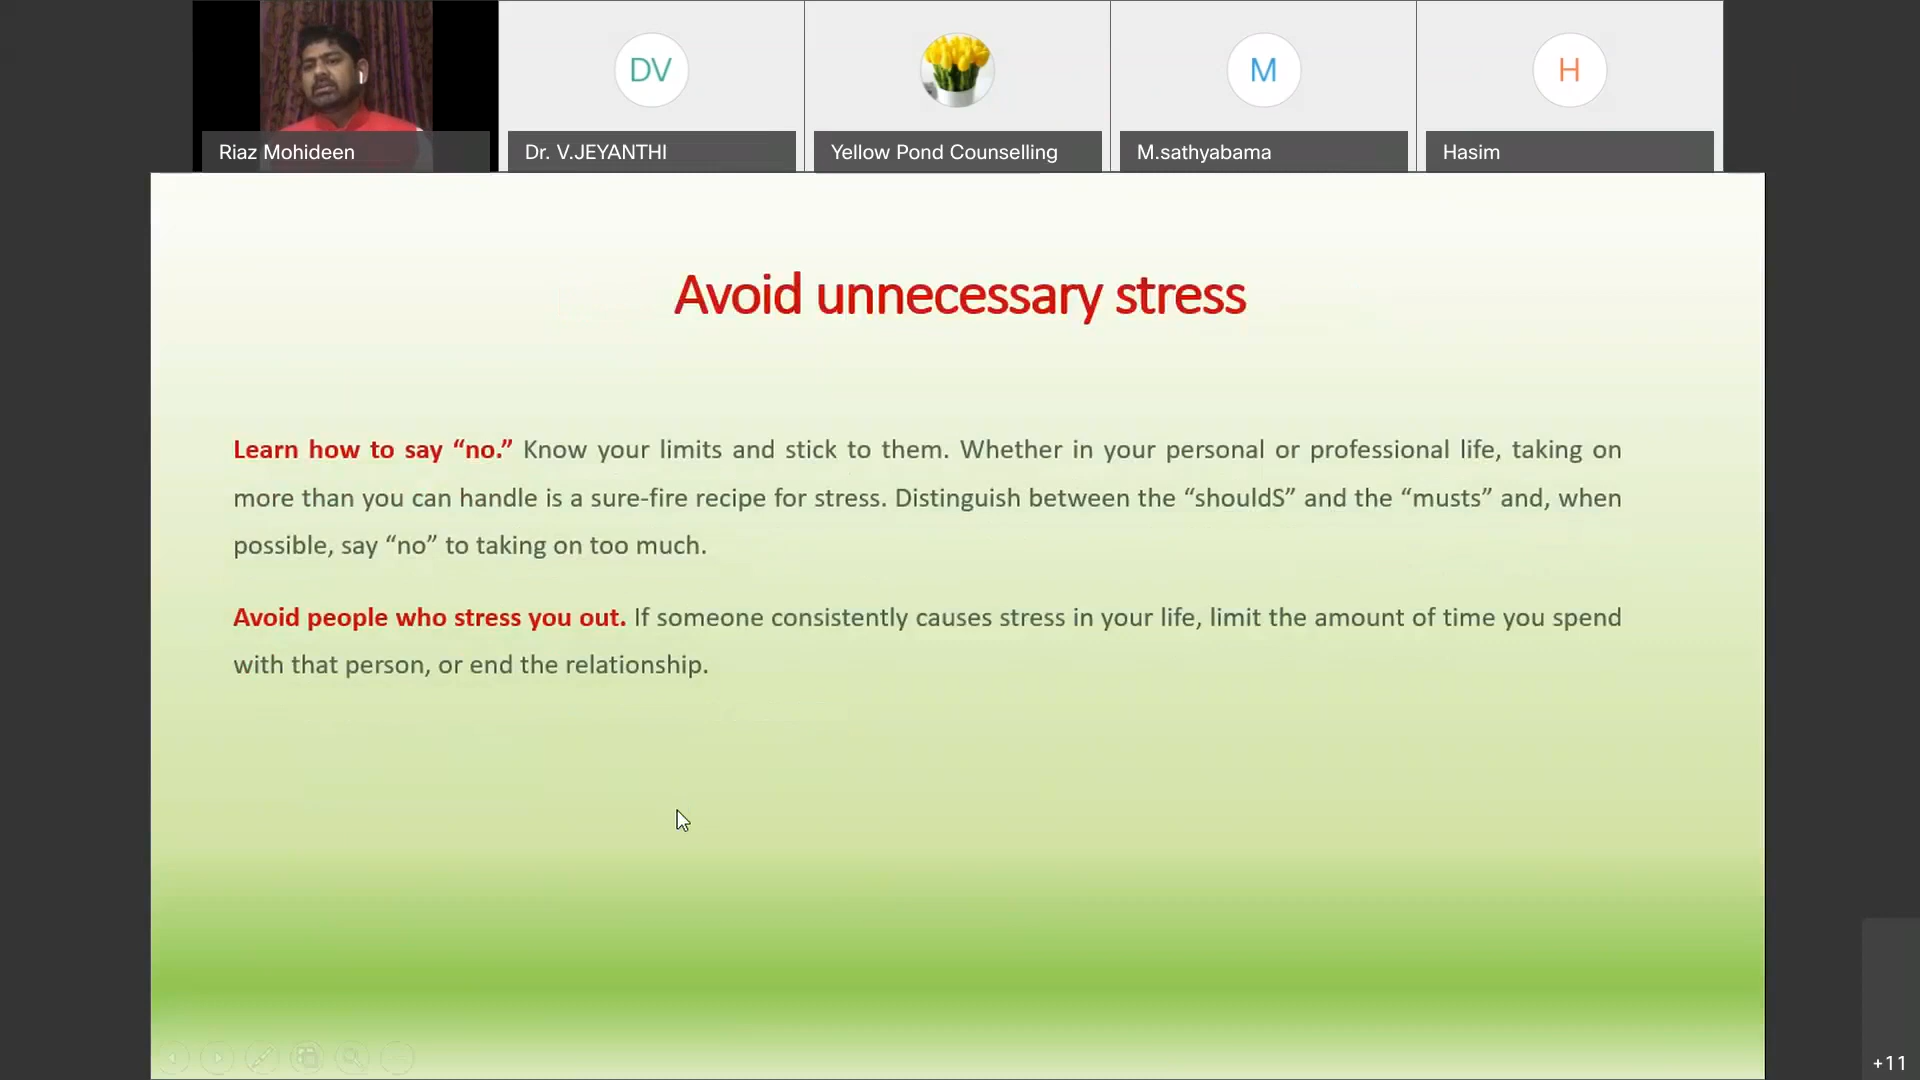 DV
M
H
Riaz Mohideen
Dr. V.JEYANTHI
Yellow Pond Counselling
M.sathyabama
Hasim
Avoid unnecessary stress
Learn how to say “no.” Know your limits and stick to them. Whether in your personal or professional life, taking on
more than you can handle is a sure-fire recipe for stress. Distinguish between the “shouldS” and the “musts” and, when
possible, say “no” to taking on too much.
Avoid people who stress you out. If someone consistently causes stress in your life, limit the amount of time you spend
with that person, or end the relationship.
+11